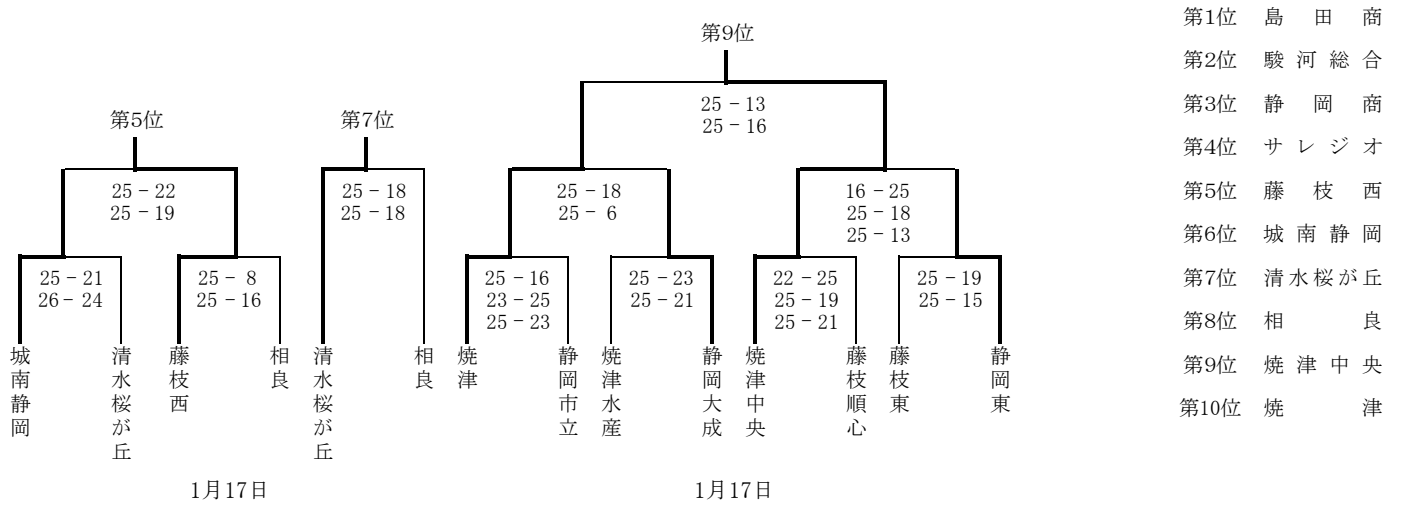 第9位
25－13
25－16
第5位
第7位
25－22
25－19
25－18
25－18
25－18
25－ 6
16－25
25－18
25－13
25－21
26－24
25－ 8
25－16
25－16
23－25
25－23
25－23
25－21
22－25
25－19
25－21
25－19
25－15
城南静岡
清水桜が丘
藤枝西
相良
清水桜が丘
相良
焼津
静岡市立
焼津水産
静岡大成
焼津中央
藤枝順心
藤枝東
静岡東
1月17日
1月17日
第1位 島田商
第2位 駿河総合
第3位 静岡商
第4位 サレジオ
第5位 藤枝西
第6位 城南静岡
第7位 清水桜が丘
第8位 相良
第9位 焼津中央
第10位 焼津